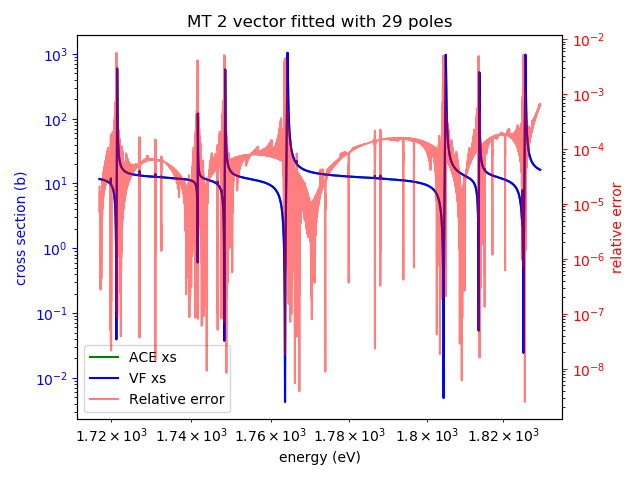 MT 2 vector fitted with 29 poles
10³
10²
10¹
10⁰
10⁻¹
10⁻²
cross section (b)
10⁻²
10⁻³
10⁻⁴
10⁻⁵
10⁻⁶
10⁻⁷
10⁻⁸
relative error
ACE xs
VF xs
Relative error
1.72 × 10³ 1.74 × 10³ 1.76 × 10³ 1.78 × 10³ 1.8 × 10³ 1.82 × 10³
energy (eV)